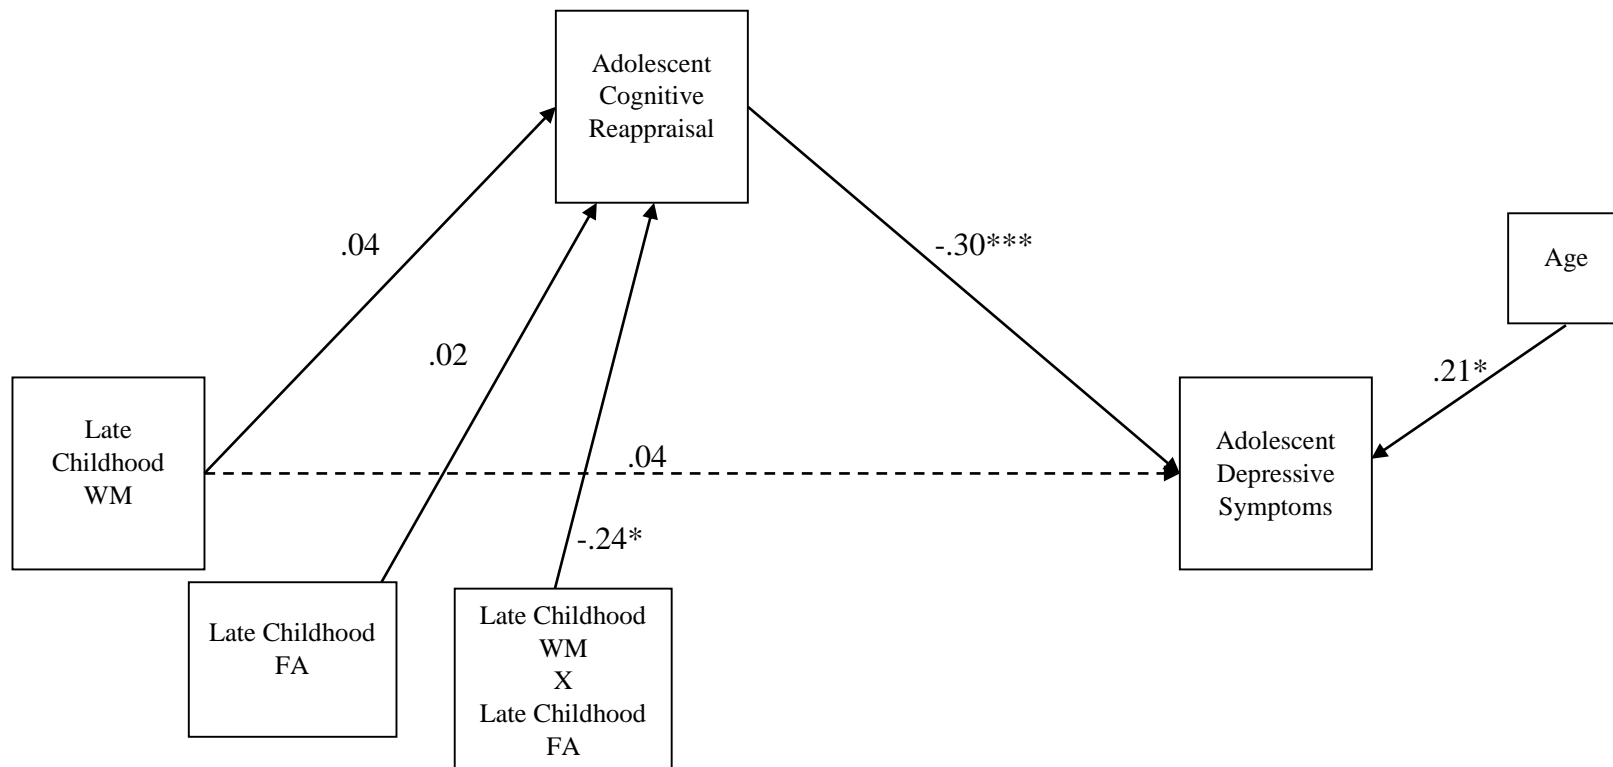 Adolescent
Cognitive
Reappraisal
.04
-.30***
Age
.02
.21*
Late
Childhood
WM
.04
Adolescent
Depressive
Symptoms
-.24*
Late Childhood
FA
Late Childhood
WM
X
Late Childhood
FA